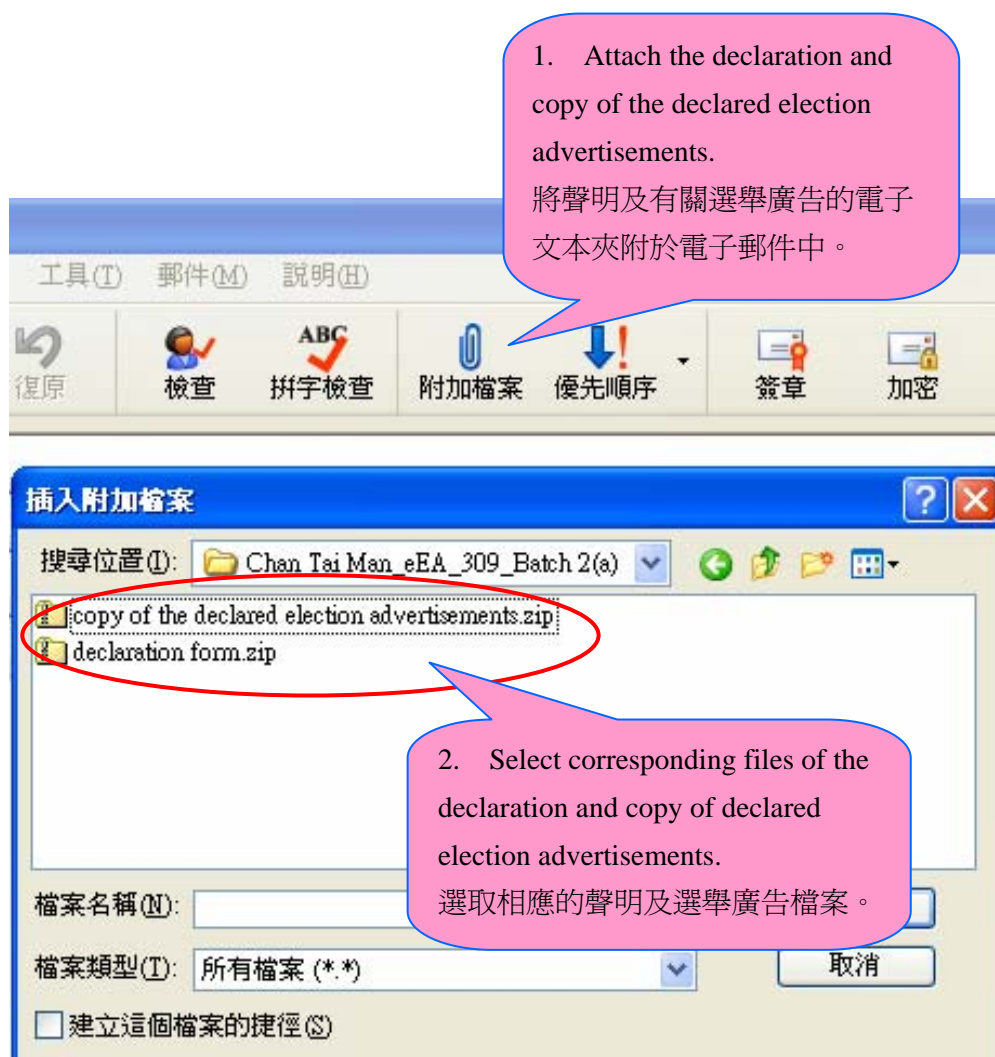 1. Attach the declaration and
copy of the declared election
advertisements.
將聲明及有關選舉廣告的電子
文本夾附於電子郵件中。
工具(T) 郵件(M) 説明(H)
復原 檢查 拼字檢查 附加檔案 優先順序 簽章 加密
ABC
插入附加檔案
搜尋位置(I): Chan Tai Man_eEA_309_Batch 2(a)
copy of the declared election advertisements.zip
declaration form.zip
2. Select corresponding files of the
declaration and copy of declared
election advertisements.
選取相應的聲明及選舉廣告檔案。
檔案名稱(N):
檔案類型(T): 所有檔案 (*.*) 取消
建立這個檔案的捷徑(S)